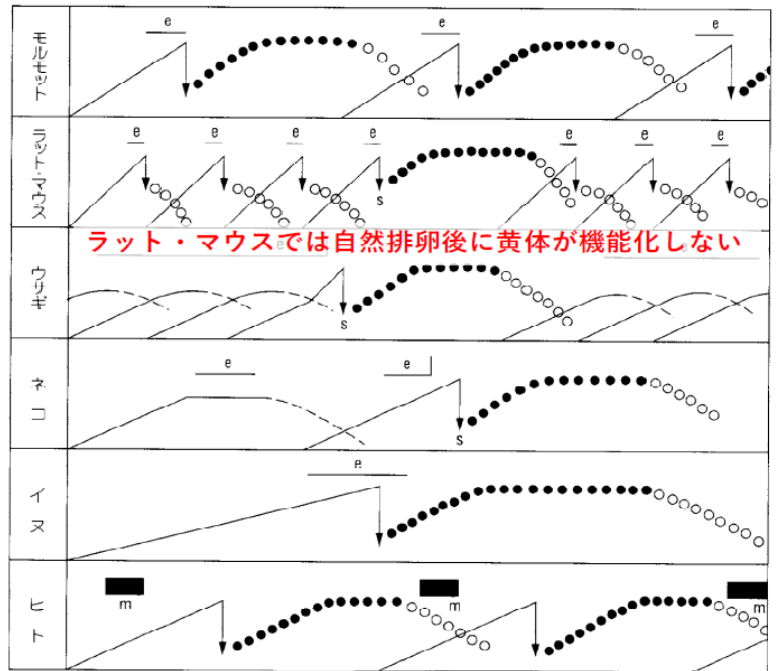 モルモット
e e e
ラット・マウス
e e e e e e e
s
ラット・マウスでは自然排卵後に黄体が機能化しない
ウサギ
e
s
ネコ
e e
s
イヌ
e
ヒト
m m m